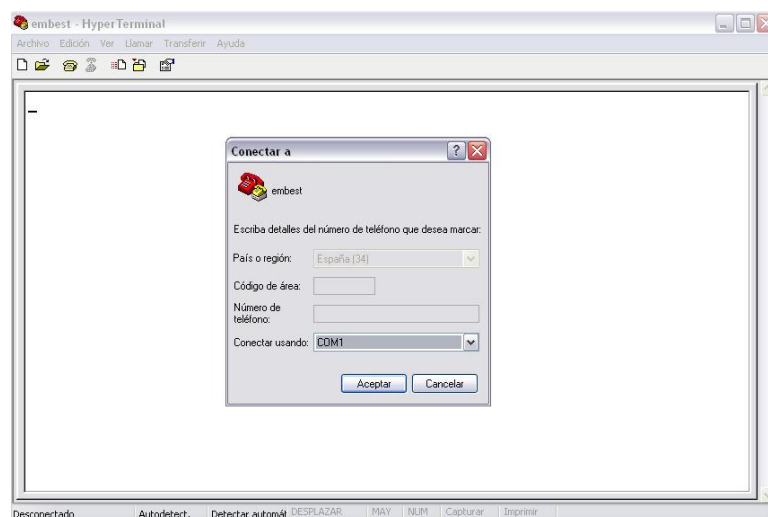 embest - HyperTerminal
Archivo Edición Ver Llamar Transferir Ayuda
Conectar a
embest
Escriba detalles del número de teléfono que desea marcar:
País o región: España (34)
Código de área:
Número de
teléfono:
Conectar usando: COM1
Aceptar Cancelar
Desconectado Autodetect. Detectar automát DESPLAZAR MAY NUM Capturar Imprimir